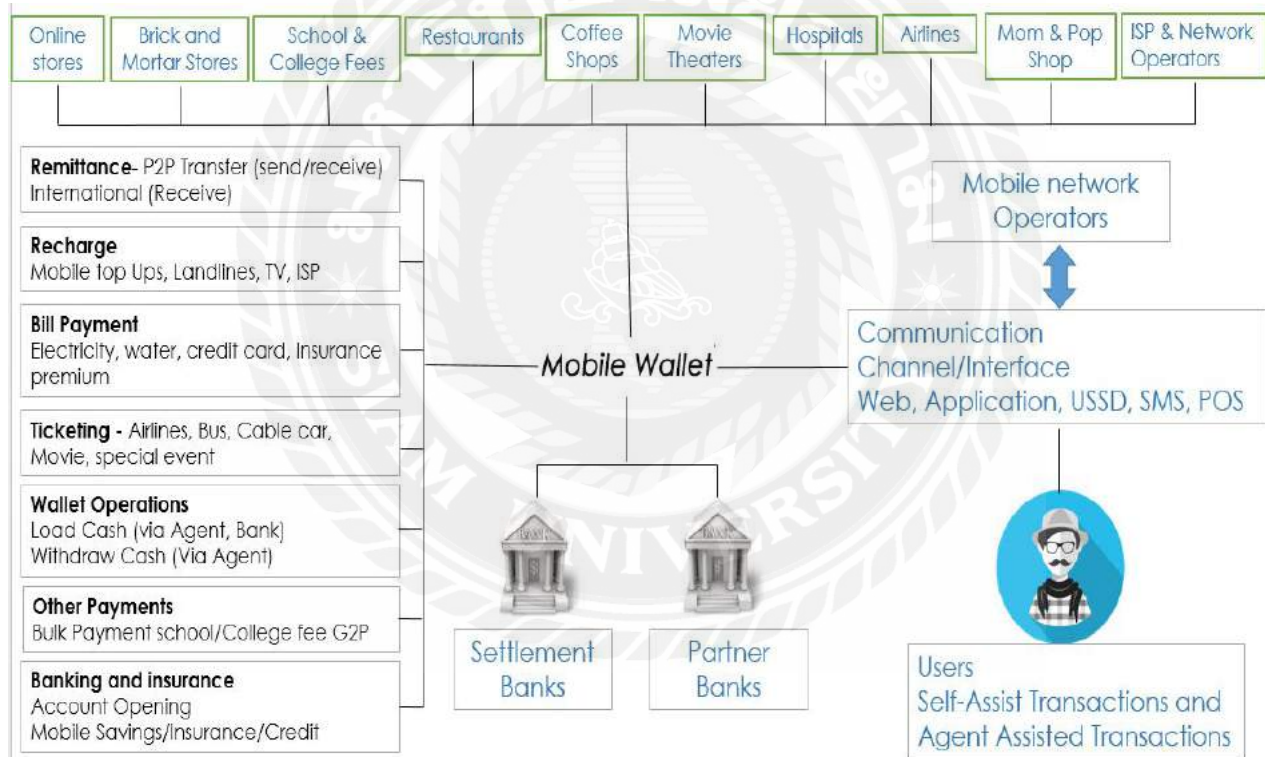 Online
stores
Brick and
Mortar Stores
School &
College Fees
Restaurants
Coffee
Shops
Movie
Theaters
Hospitals
Airlines
Mom & Pop
Shop
ISP & Network
Operators
Remittance- P2P Transfer (send/receive)
International (Receive)
Recharge
Mobile top Ups, Landlines, TV, ISP
Bill Payment
Electricity, water, credit card, Insurance
premium
Ticketing - Airlines, Bus, Cable car,
Movie, special event
Wallet Operations
Load Cash (via Agent, Bank)
Withdraw Cash (Via Agent)
Other Payments
Bulk Payment school/College fee G2P
Banking and insurance
Account Opening
Mobile Savings/Insurance/Credit
Mobile Wallet
BANK
BANK
Settlement
Banks
Partner
Banks
Mobile network
Operators
Communication
Channel/Interface
Web, Application, USSD, SMS, POS
Users
Self-Assist Transactions and
Agent Assisted Transactions
SIAM UNIVERSITY